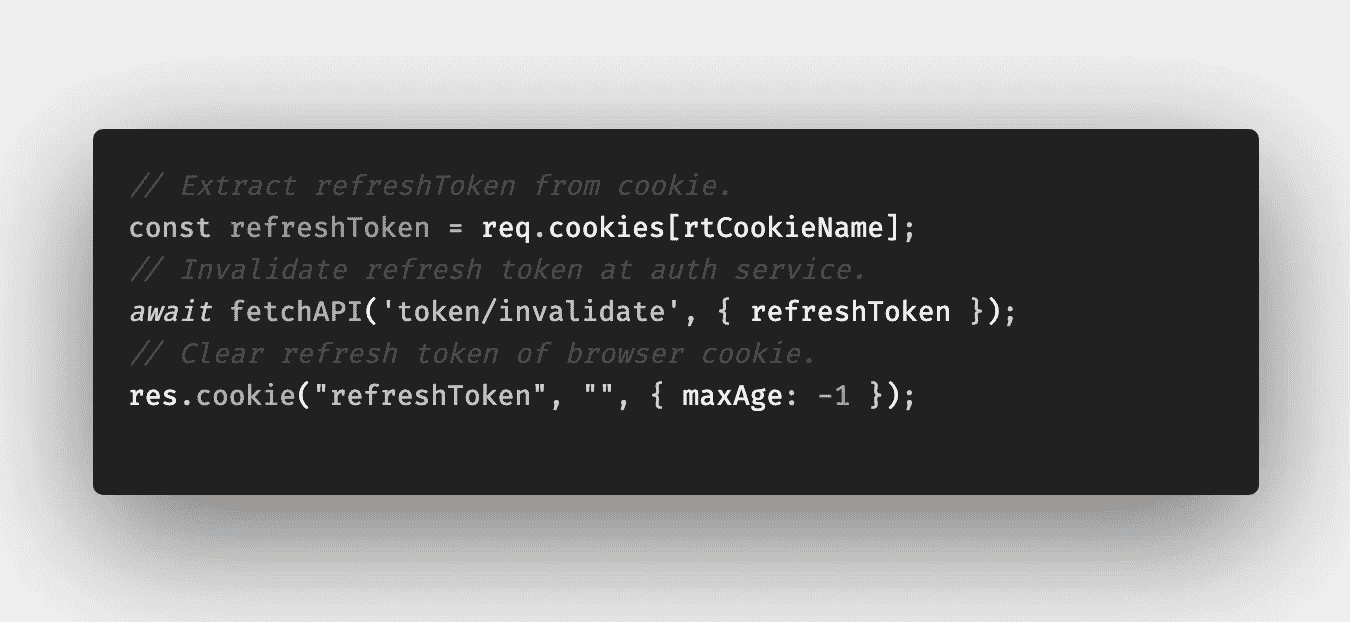 // Extract refreshToken from cookie.
const refreshToken = req.cookies[rtCookieName];
// Invalidate refresh token at auth service.
await fetchAPI('token/invalidate', { refreshToken });
// Clear refresh token of browser cookie.
res.cookie("refreshToken", "", { maxAge: -1 });